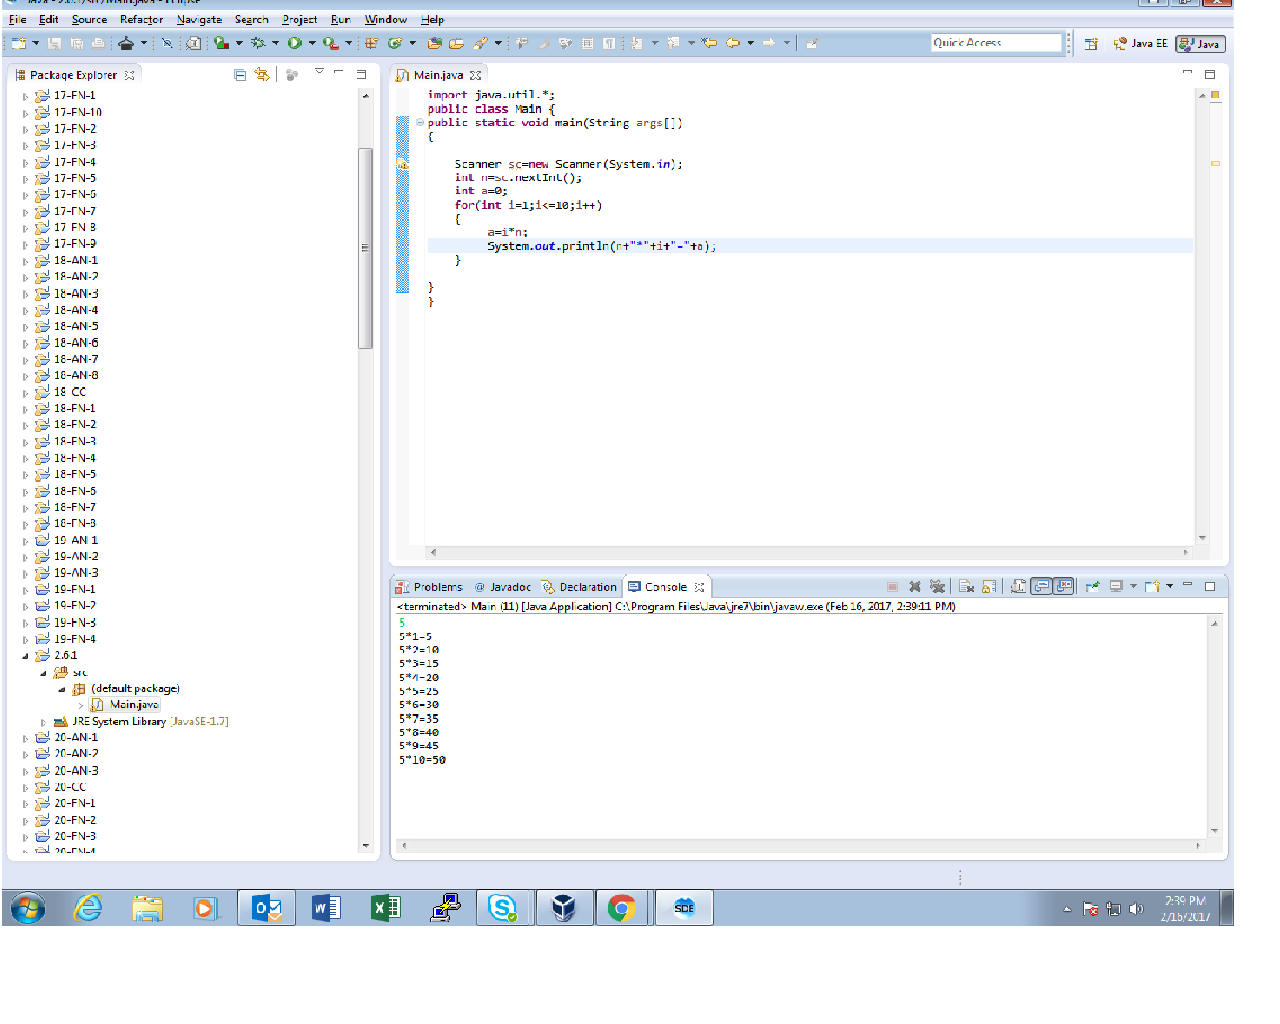 File Edit Source Refactor Navigate Search Project Run Window Help
Quick Access
Java EE
Java
Package Explorer
17-FN-1
17-FN-10
17-FN-2
17-FN-3
17-FN-4
17-FN-5
17-FN-6
17-FN-7
17-FN-8
17-FN-9
18-AN-1
18-AN-2
18-AN-3
18-AN-4
18-AN-5
18-AN-6
18-AN-7
18-AN-8
18-CC
18-FN-1
18-FN-2
18-FN-3
18-FN-4
18-FN-5
18-FN-6
18-FN-7
18-FN-8
19-AN-1
19-AN-2
19-AN-3
19-FN-1
19-FN-2
19-FN-3
19-FN-4
2.6.1
src
(default package)
Main.java
JRE System Library [JavaSE-1.7]
20-AN-1
20-AN-2
20-AN-3
20-CC
20-FN-1
20-FN-2
20-FN-3
20-FN-4
Main.java
import java.util.*;
public class Main {
public static void main(String args[])
{
Scanner sc=new Scanner(System.in);
int n=sc.nextInt();
int a=0;
for(int i=1;i<=10;i++)
{
a=i*n;
System.out.println(n+"*"+i+"="+a);
}
}
}
Problems @ Javadoc Declaration Console
<terminated> Main (11) [Java Application] C:\Program Files\Java\jre7\bin\javaw.exe (Feb 16, 2017, 2:39:11 PM)
5
5*1=5
5*2=10
5*3=15
5*4=20
5*5=25
5*6=30
5*7=35
5*8=40
5*9=45
5*10=50
SDE
2:39 PM
2/16/2017